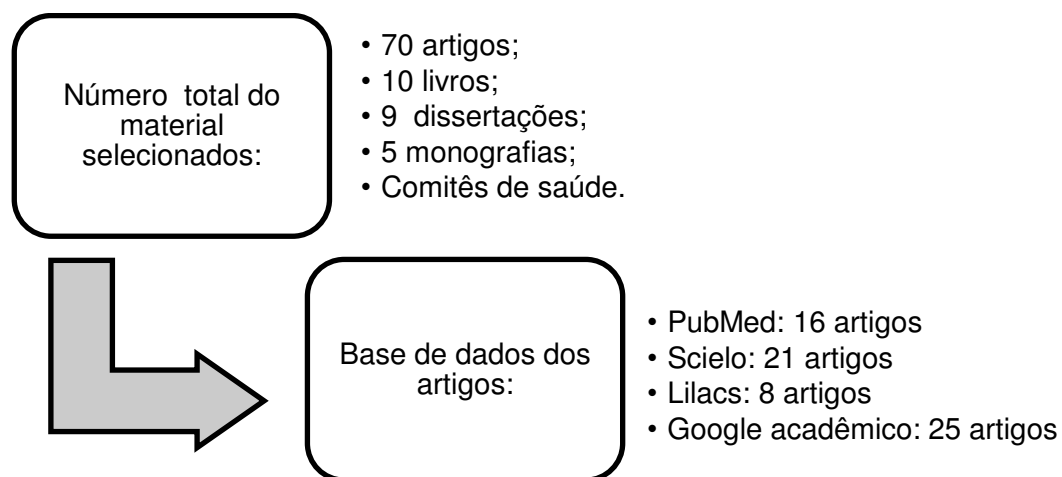 Número total do
material
selecionados:
• 70 artigos;
• 10 livros;
• 9 dissertações;
• 5 monografias;
• Comitês de saúde.
Base de dados dos
artigos:
• PubMed: 16 artigos
• Scielo: 21 artigos
• Lilacs: 8 artigos
• Google acadêmico: 25 artigos